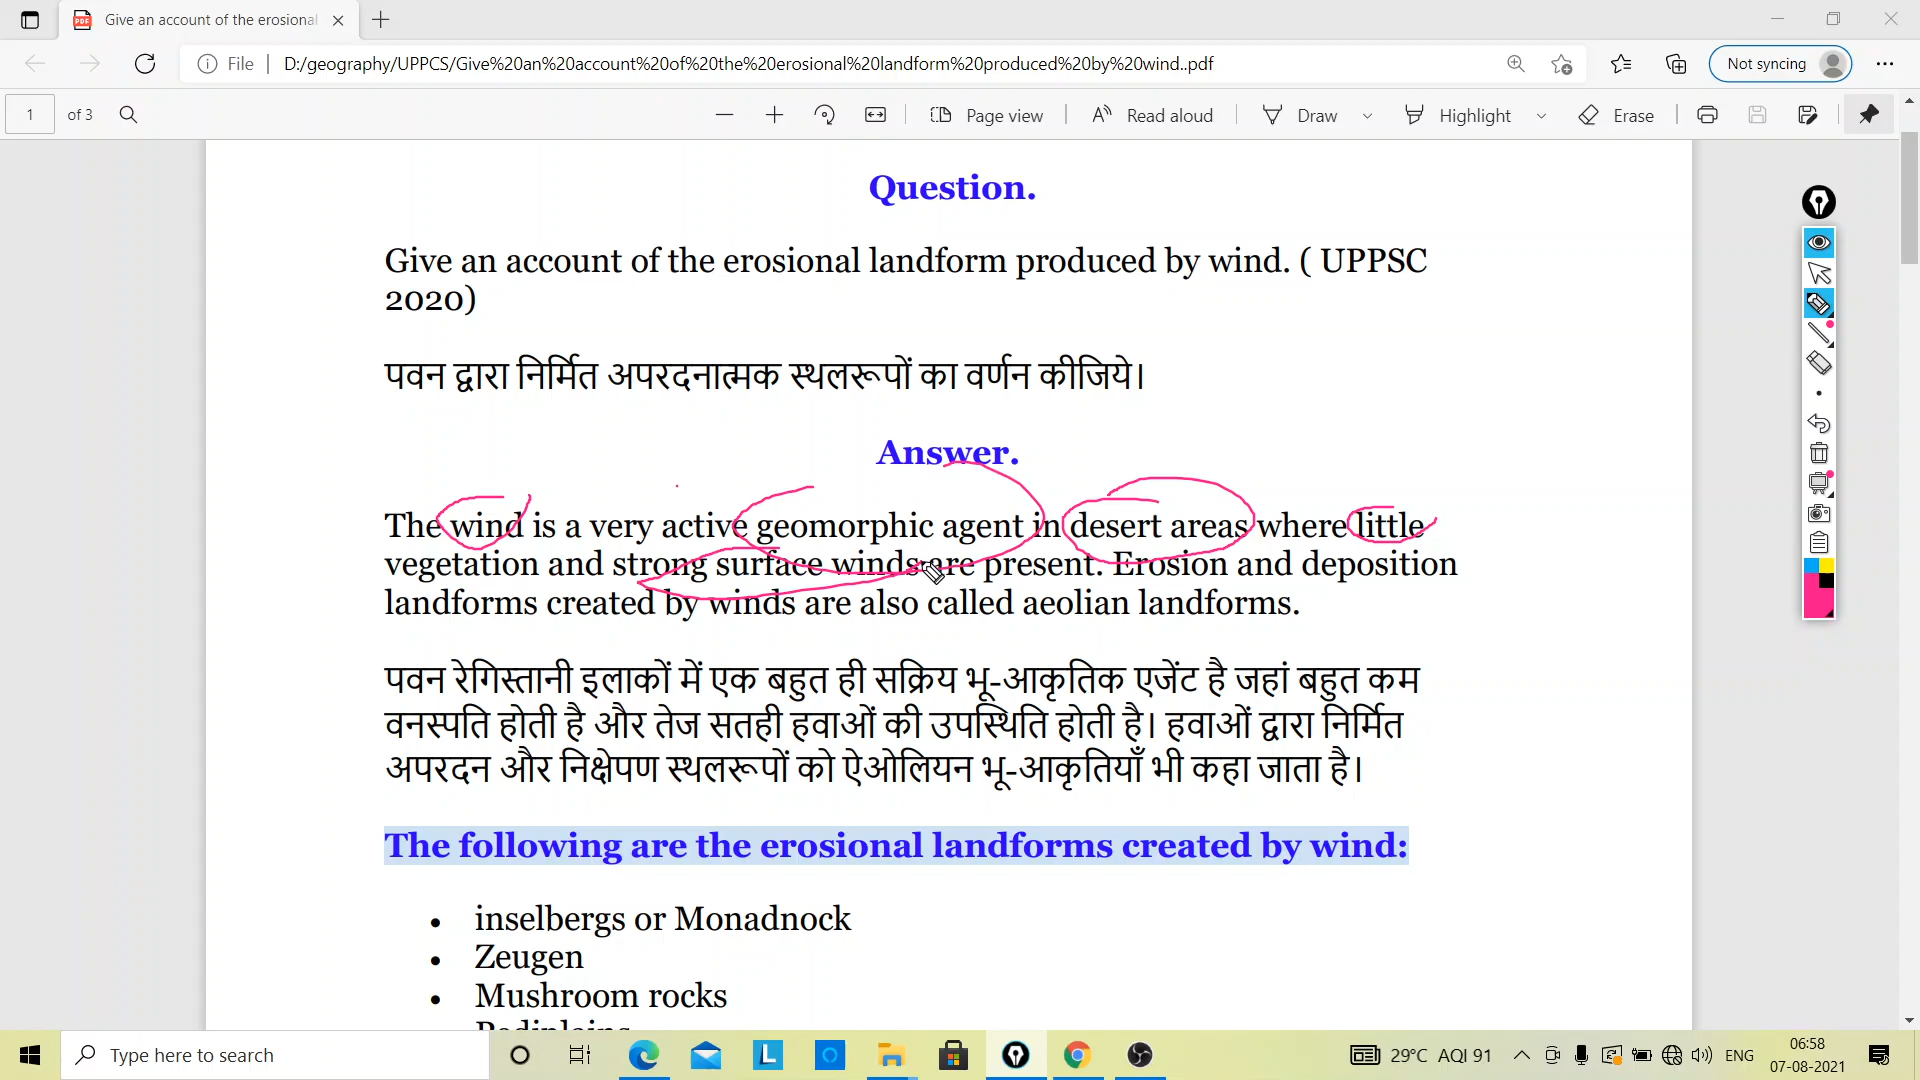 Give an account of the erosional
File D:/geography/UPPCS/Give%20an%20account%20of%20the%20erosional%20landform%20produced%20by%20wind..pdf Not syncing
1 of 3 Page view Read aloud Draw Highlight Erase
Question.
Give an account of the erosional landform produced by wind. ( UPPSC
2020)
पवन द्वारा निर्मित अपरदनात्मक स्थलरूपों का वर्णन कीजिये।
Answer.
The wind is a very active geomorphic agent in desert areas where little
vegetation and strong surface winds are present. Erosion and deposition
landforms created by winds are also called aeolian landforms.
पवन रेगिस्तानी इलाकों में एक बहुत ही सक्रिय भू-आकृतिक एजेंट है जहां बहुत कम
वनस्पति होती है और तेज सतही हवाओं की उपस्थिति होती है। हवाओं द्वारा निर्मित
अपरदन और निक्षेपण स्थलरूपों को ऐओलियन भू-आकृतियाँ भी कहा जाता है।
The following are the erosional landforms created by wind:
• inselbergs or Monadnock
• Zeugen
• Mushroom rocks
Pediplains
Type here to search 29°C AQI 91 ENG 06:58
07-08-2021